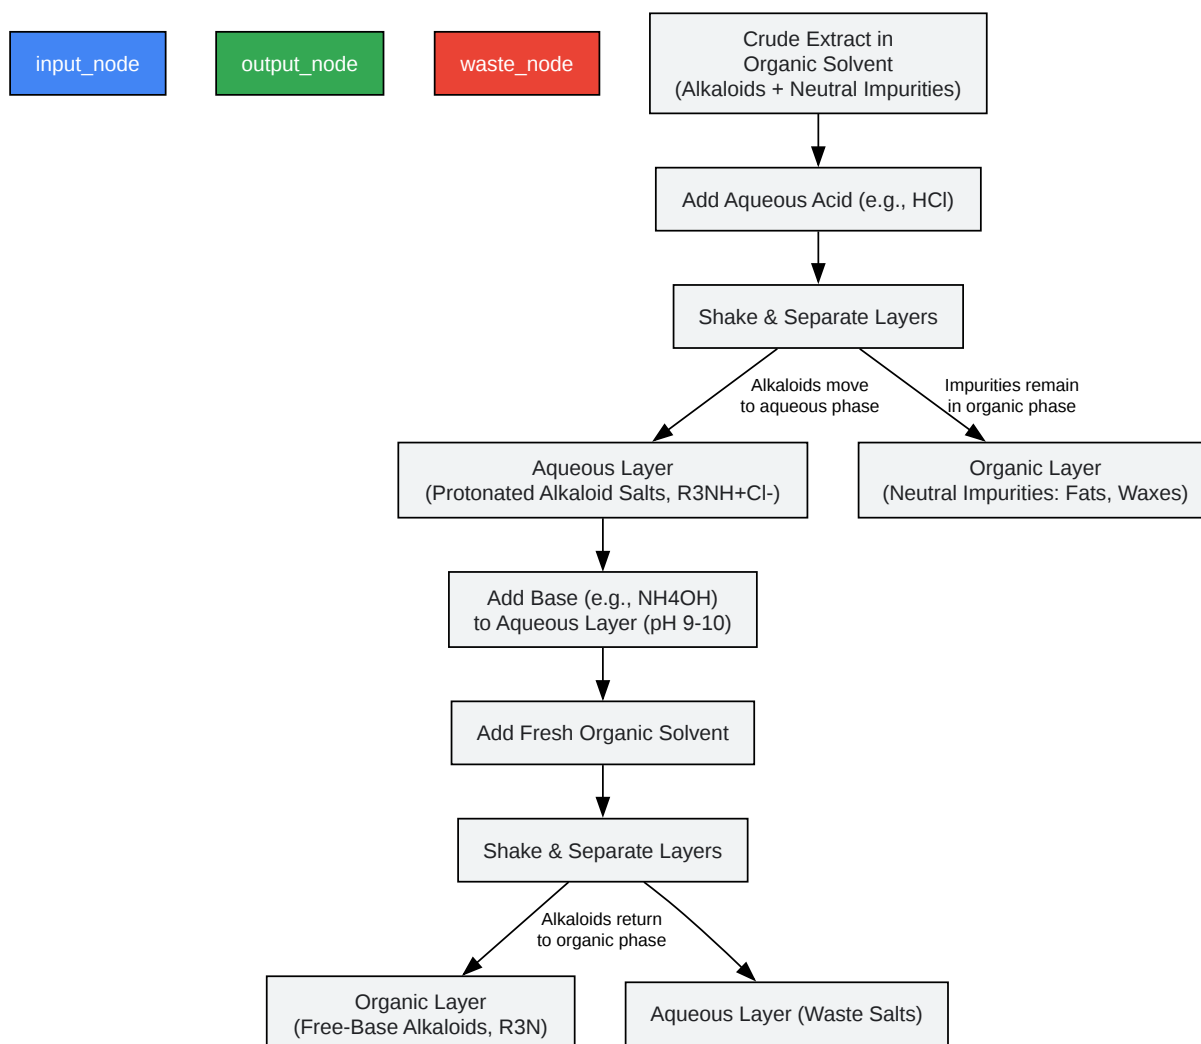 input_node
output_node
waste_node
Crude Extract in
Organic Solvent
(Alkaloids + Neutral Impurities)
Add Aqueous Acid (e.g., HCl)
Shake & Separate Layers
Alkaloids move
to aqueous phase
Impurities remain
in organic phase
Aqueous Layer
(Protonated Alkaloid Salts, R3NH+Cl-)
Organic Layer
(Neutral Impurities: Fats, Waxes)
Add Base (e.g., NH4OH)
to Aqueous Layer (pH 9-10)
Add Fresh Organic Solvent
Shake & Separate Layers
Alkaloids return
to organic phase
Organic Layer
(Free-Base Alkaloids, R3N)
Aqueous Layer (Waste Salts)